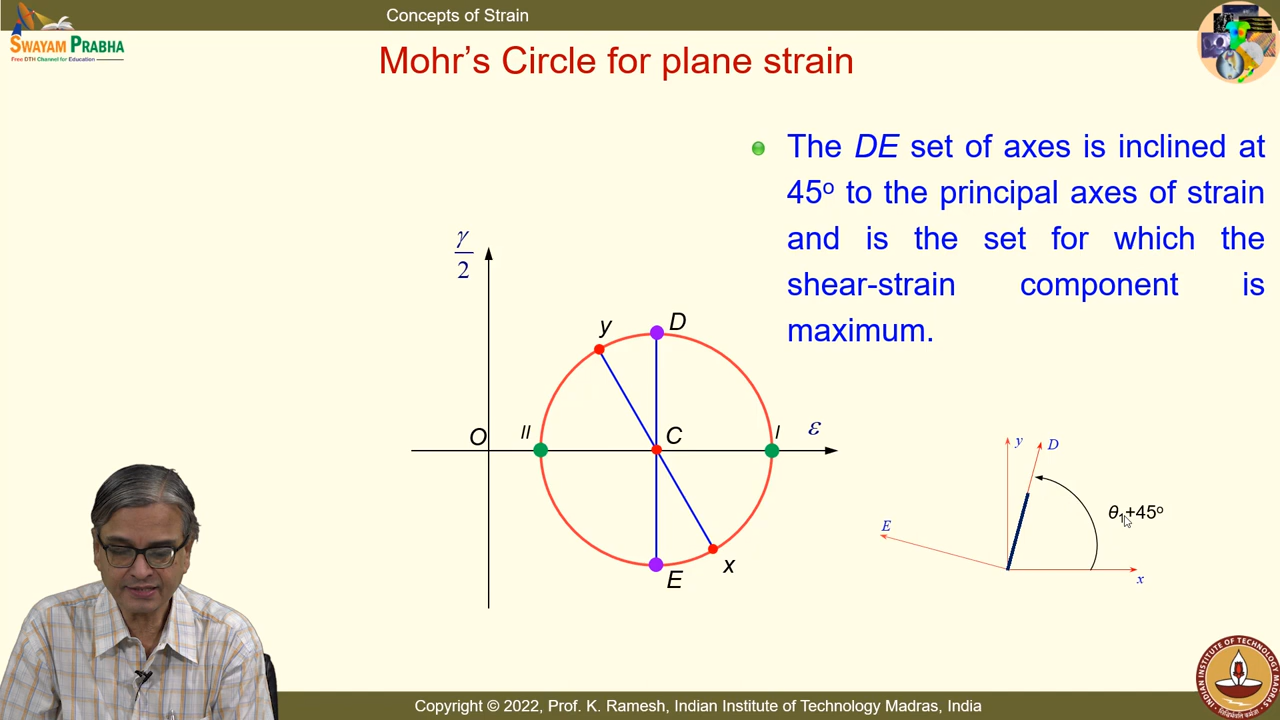 Concepts of Strain
SWAYAM PRABHA
Free DTH Channel for Education
Mohr's Circle for plane strain
The DE set of axes is inclined at
45º to the principal axes of strain
and is the set for which the
shear-strain component is
maximum.
γ
2
y
D
O
II
C
I
ε
E
x
y
D
E
θ1+45º
x
Copyright © 2022, Prof. K. Ramesh, Indian Institute of Technology Madras, India